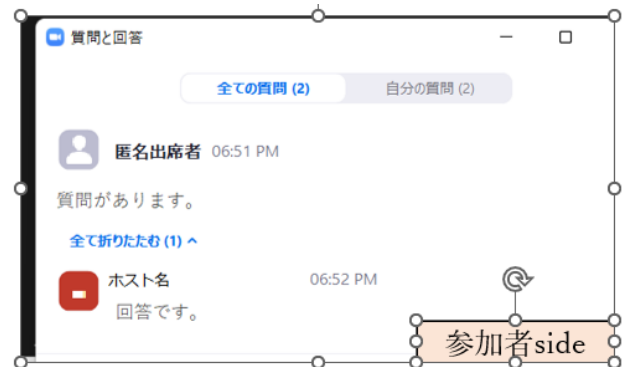 質問と回答
全ての質問 (2) 自分の質問 (2)
匿名出席者 06:51 PM
質問があります。
全て折りたたむ (1)
ホスト名 06:52 PM
回答です。
参加者side